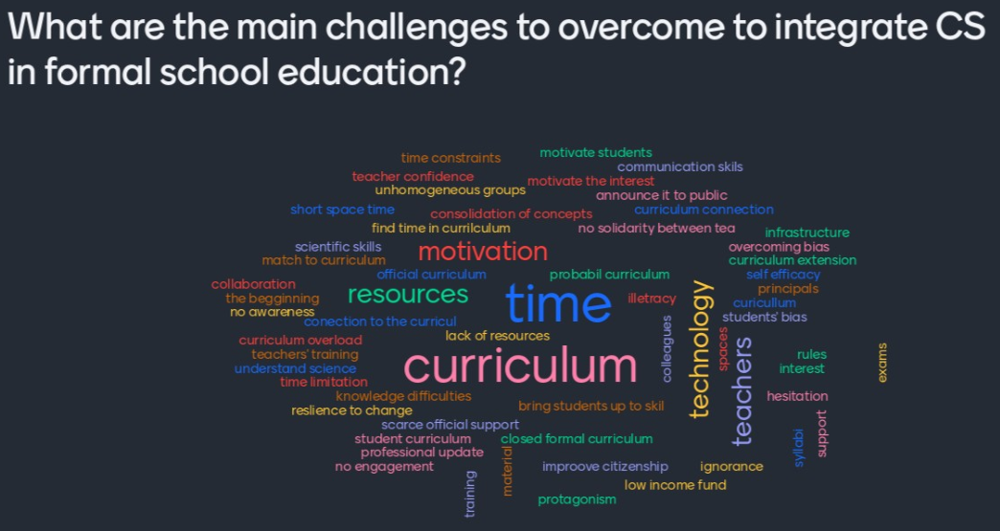 What are the main challenges to overcome to integrate CS
in formal school education?
time constraints
motivate students
communication skils
teacher confidence
motivate the interest
unhomogeneous groups
announce it to public
short space time
consolidation of concepts
curriculum connection
find time in currilculum
no solidarity between tea
infrastructure
scientific skills
motivation
overcoming bias
match to curriculum
curriculum extension
official curriculum
probabil curriculum
self efficacy
collaboration
resources
time
technology
principals
the begginning
illetracy
curicullum
no awareness
students' bias
conection to the curricul
colleagues
spaces
teachers
curriculum overload
lack of resources
exams
teachers' training
curriculum
rules
understand science
interest
time limitation
knowledge difficulties
hesitation
reslience to change
bring students up to skil
support
scarce official support
syllabi
student curriculum
closed formal curriculum
professional update
material
no engagement
improove citizenship
ignorance
training
low income fund
protagonism